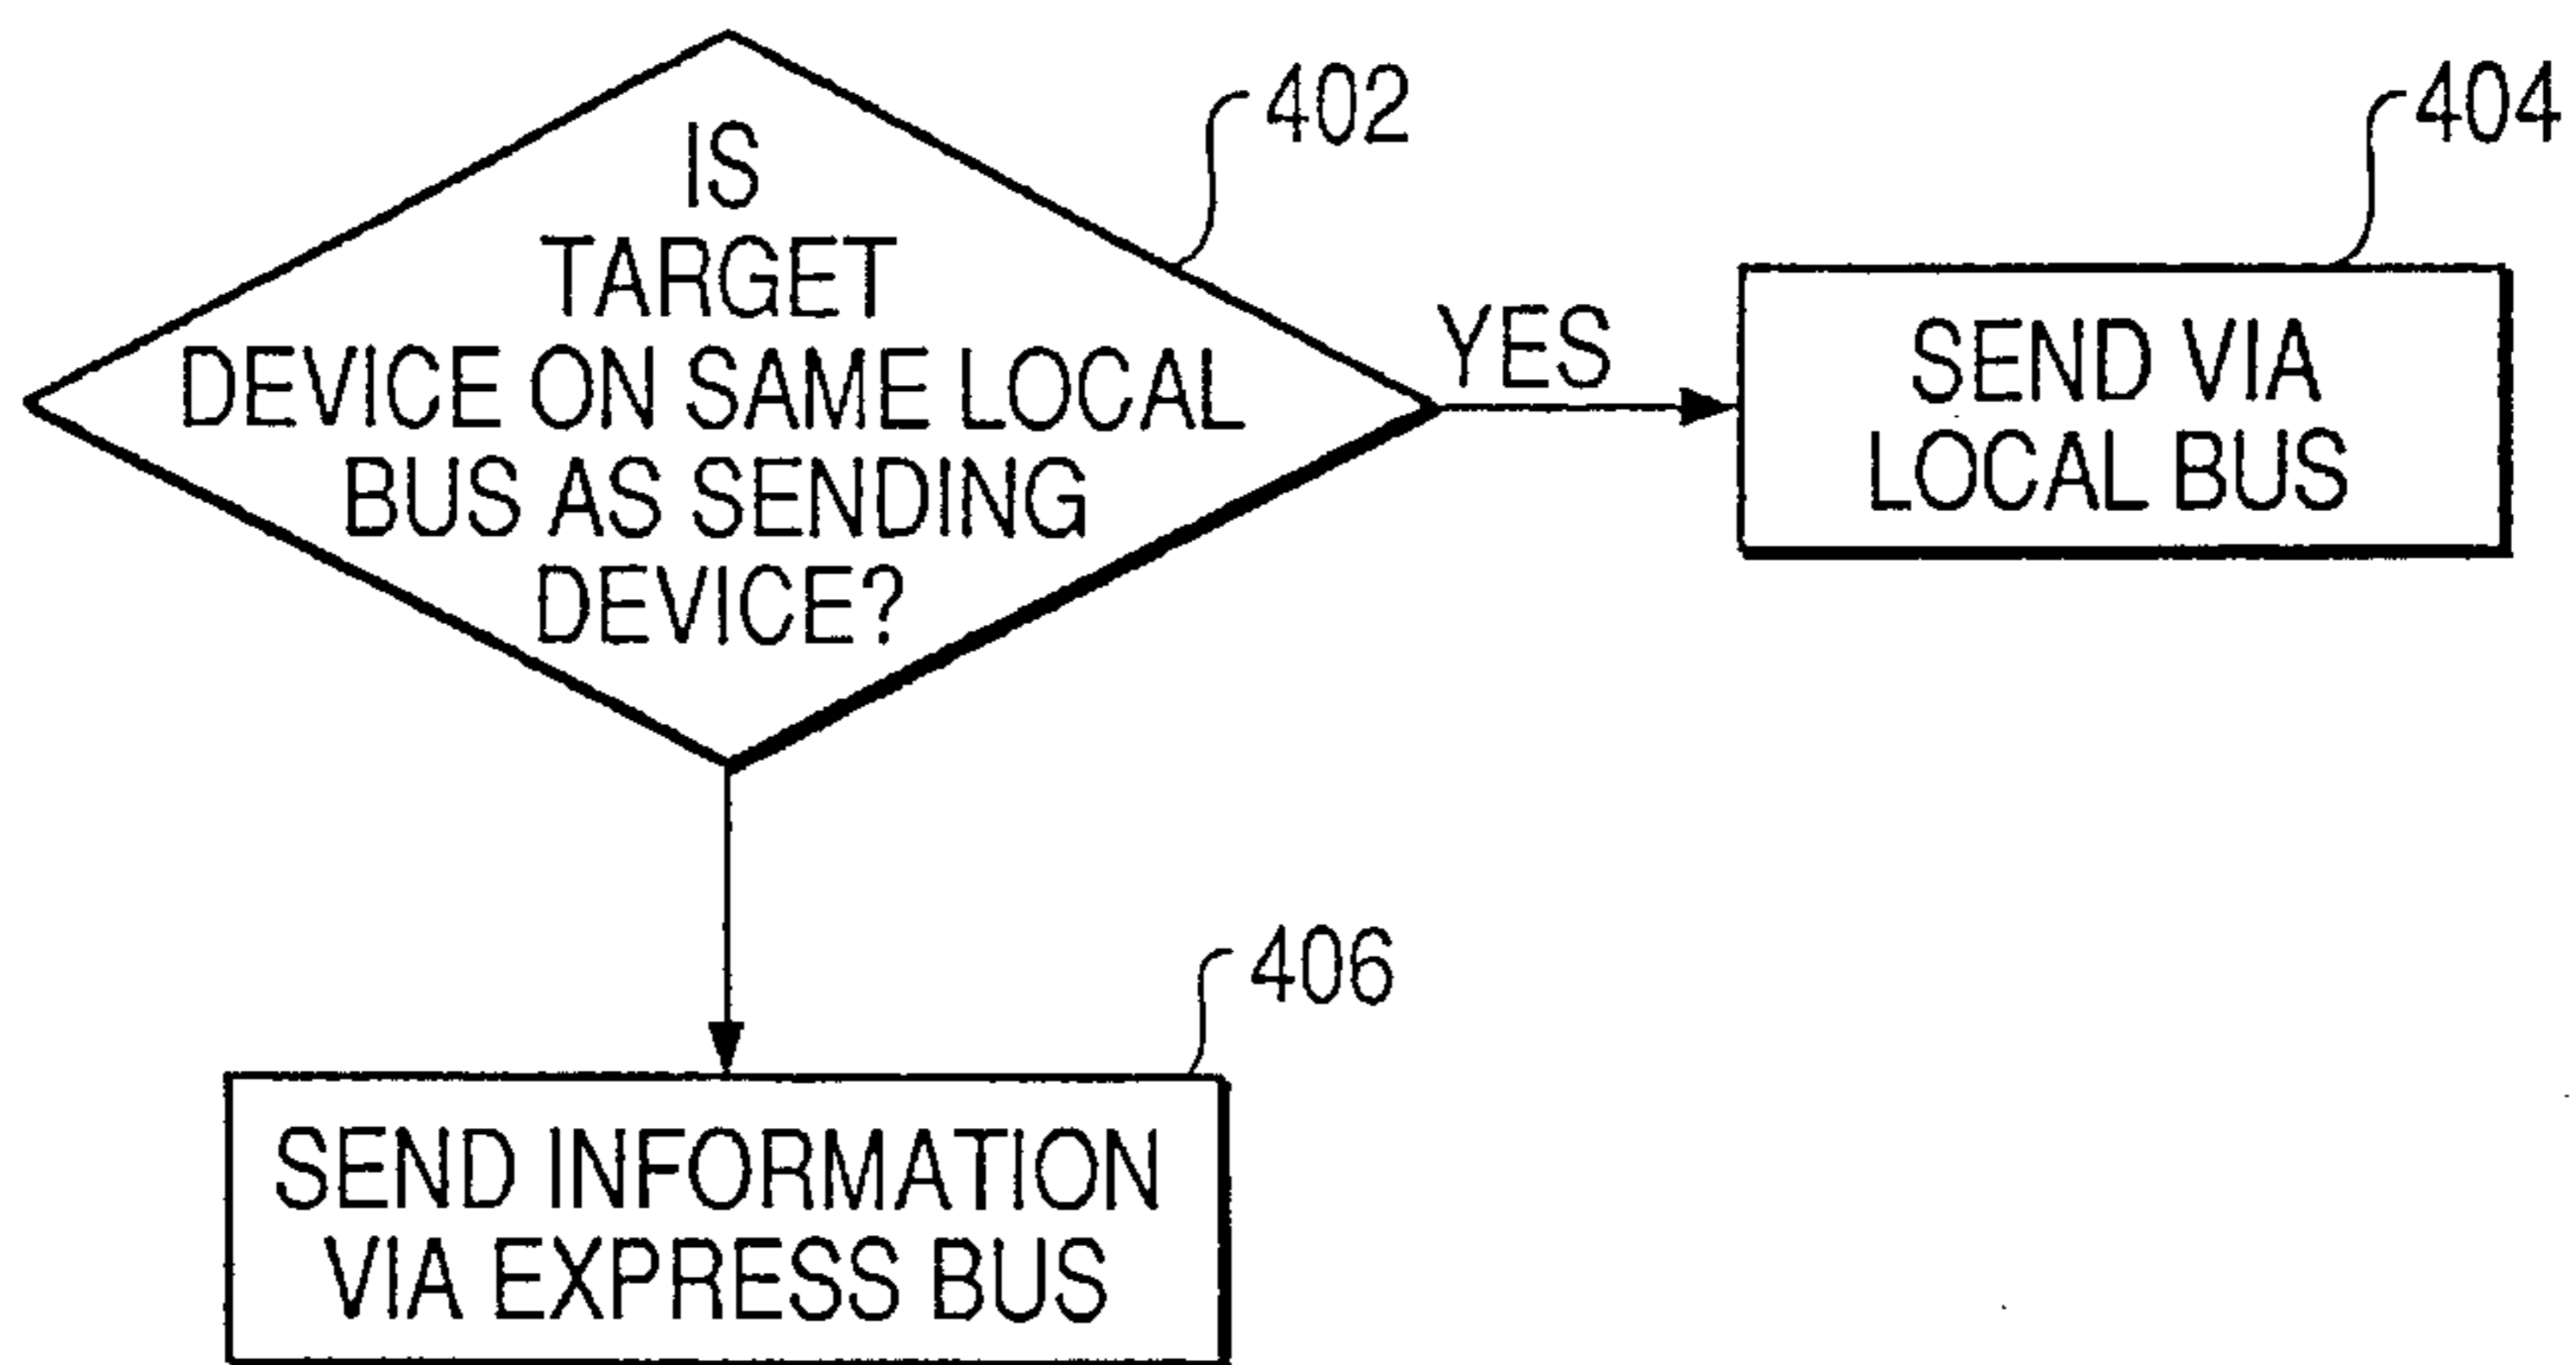 IS
TARGET
DEVICE ON SAME LOCAL
BUS AS SENDING
DEVICE?
402
YES
SEND VIA
LOCAL BUS
404
SEND INFORMATION
VIA EXPRESS BUS
406